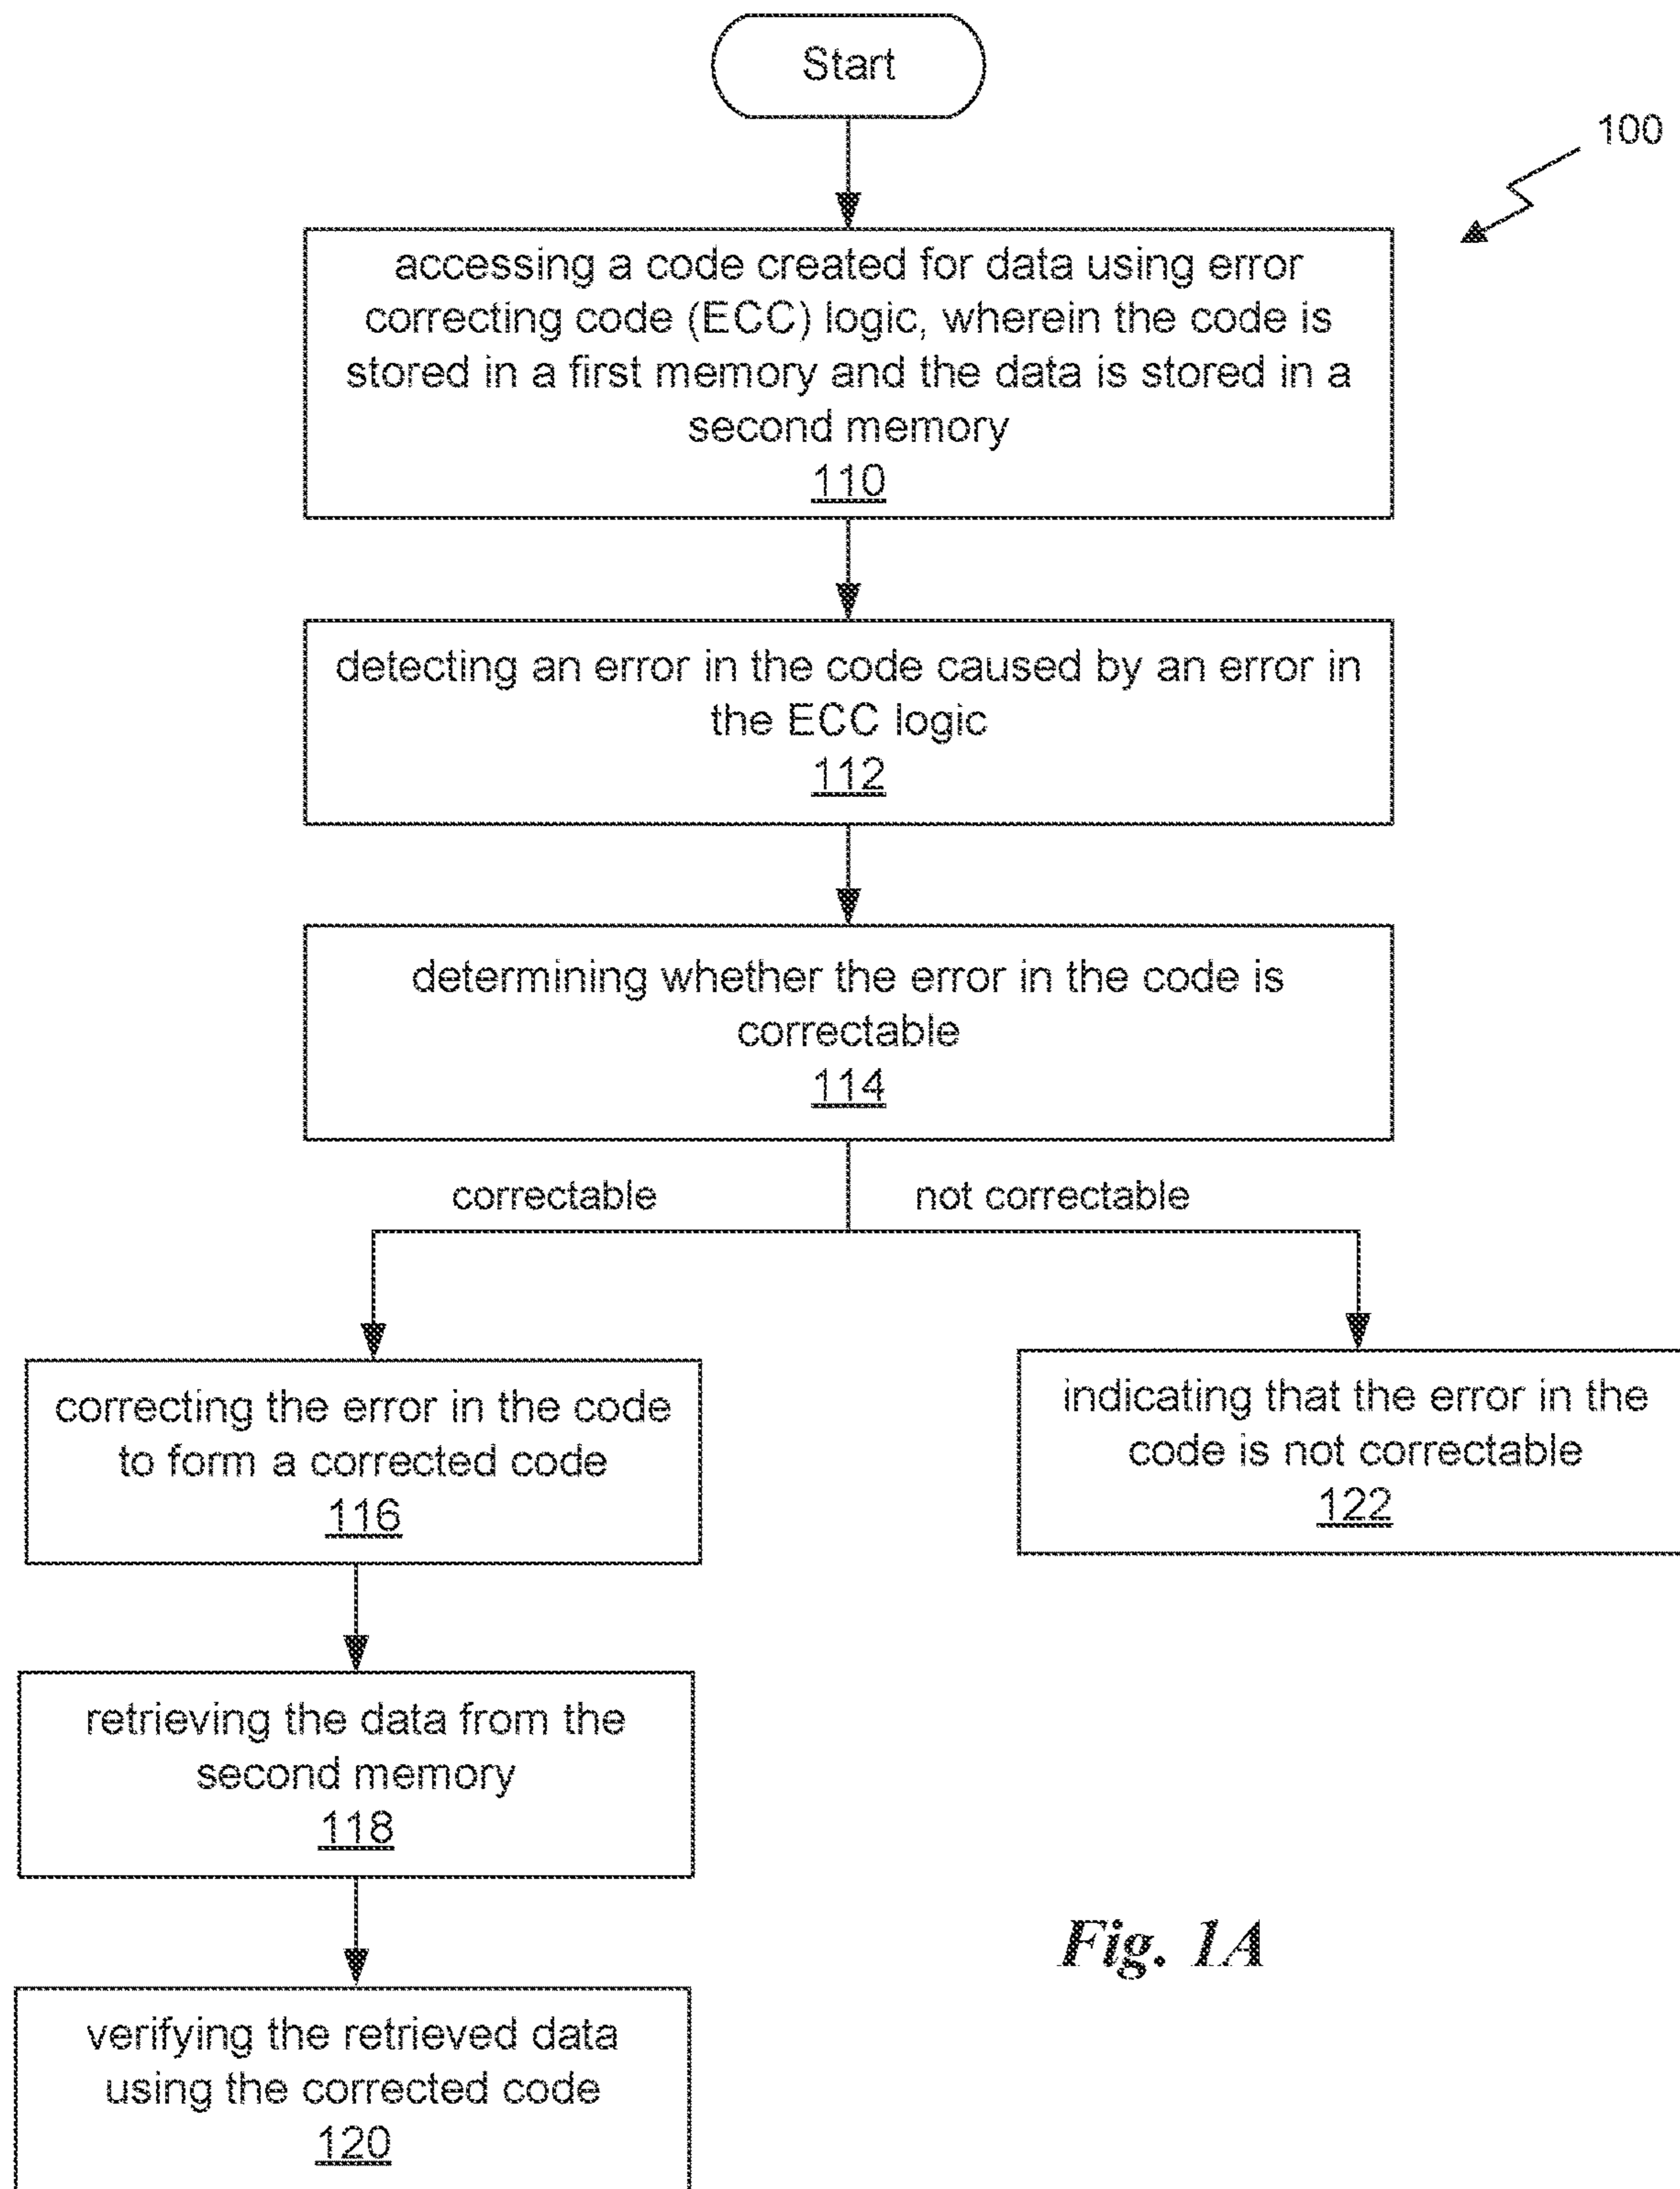 Start
100
accessing a code created for data using error
correcting code (ECC) logic, wherein the code is
stored in a first memory and the data is stored in a
second memory
110
detecting an error in the code caused by an error in
the ECC logic
112
determining whether the error in the code is
correctable
114
correctable
not correctable
correcting the error in the code
to form a corrected code
116
indicating that the error in the
code is not correctable
122
retrieving the data from the
second memory
118
verifying the retrieved data
using the corrected code
120
Fig. 1A